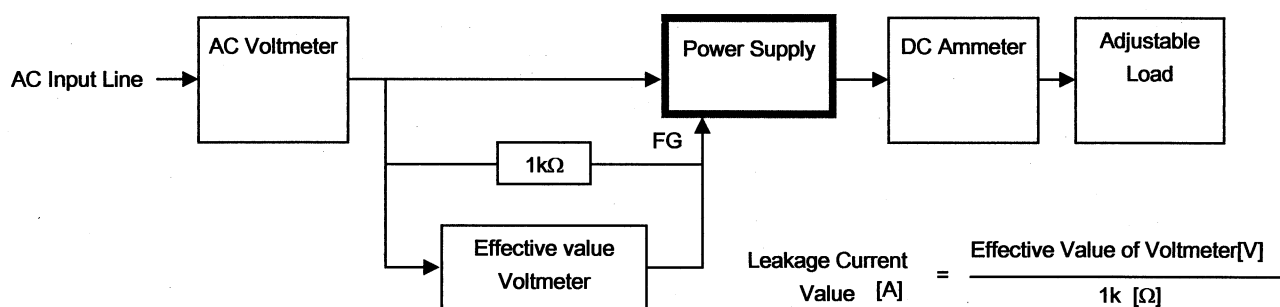 AC Input Line
AC Voltmeter
Power Supply
DC Ammeter
Adjustable
Load
FG
1kΩ
Effective value
Voltmeter
Leakage Current
Value [A]
=
Effective Value of Voltmeter[V]
1k [Ω]